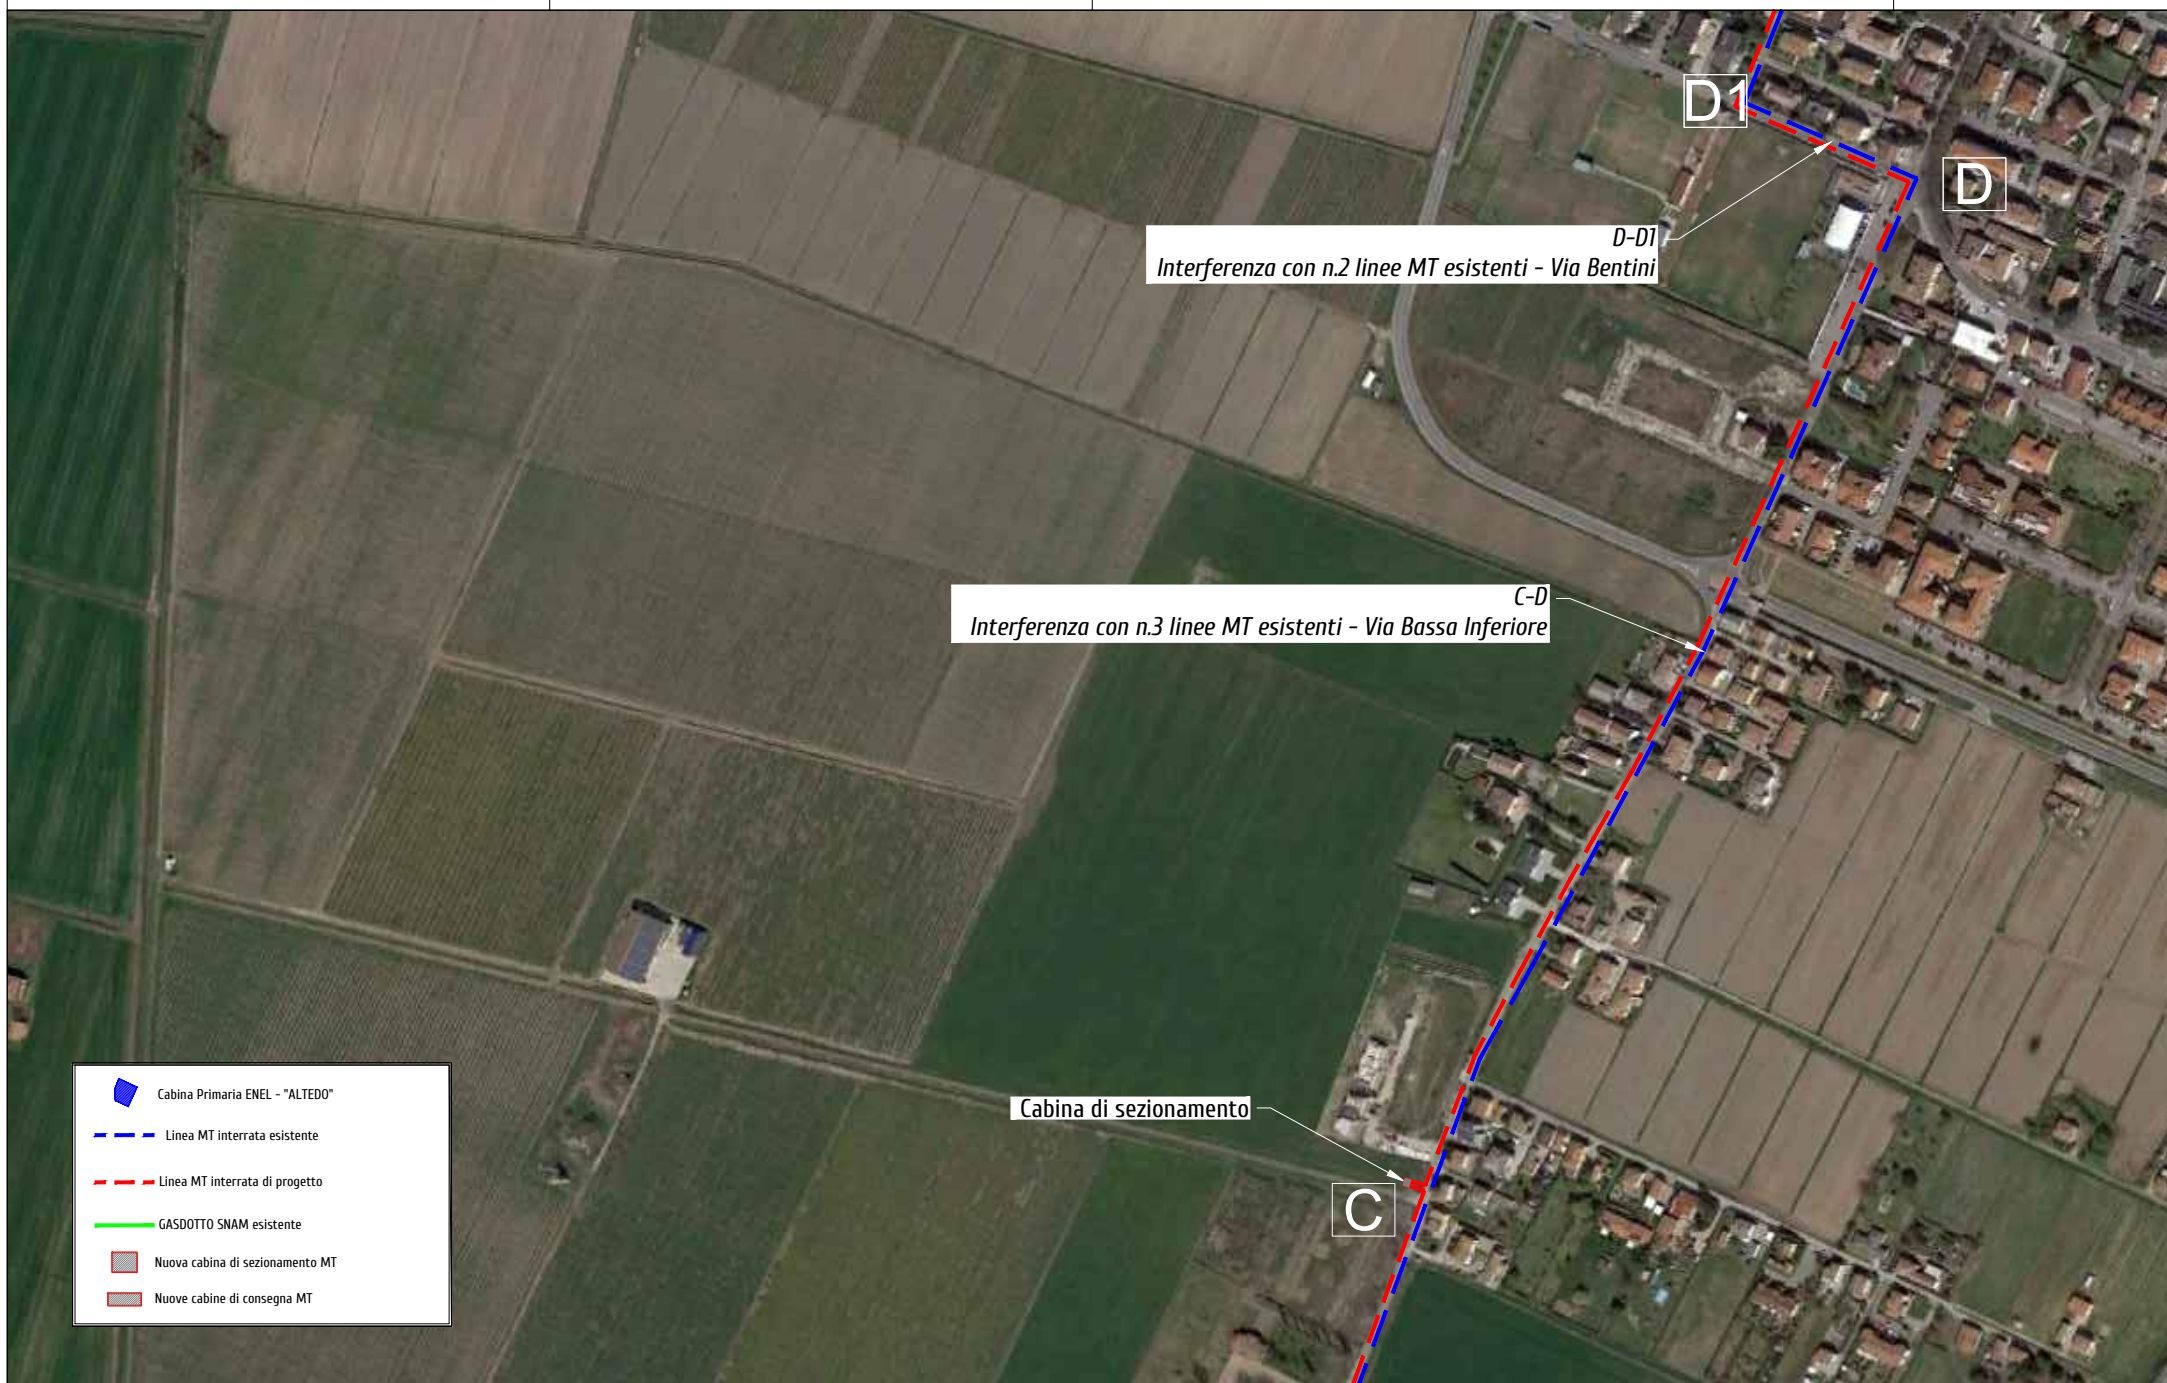 D1
D
D-D1
Interferenza con n.2 linee MT esistenti - Via Bentini
C-D
Interferenza con n.3 linee MT esistenti - Via Bassa Inferiore
Cabina di sezionamento
C
Cabina Primaria ENEL - "ALTEDO"
Linea MT interrata esistente
Linea MT interrata di progetto
GASDOTTO SNAM esistente
Nuova cabina di sezionamento MT
Nuove cabine di consegna MT